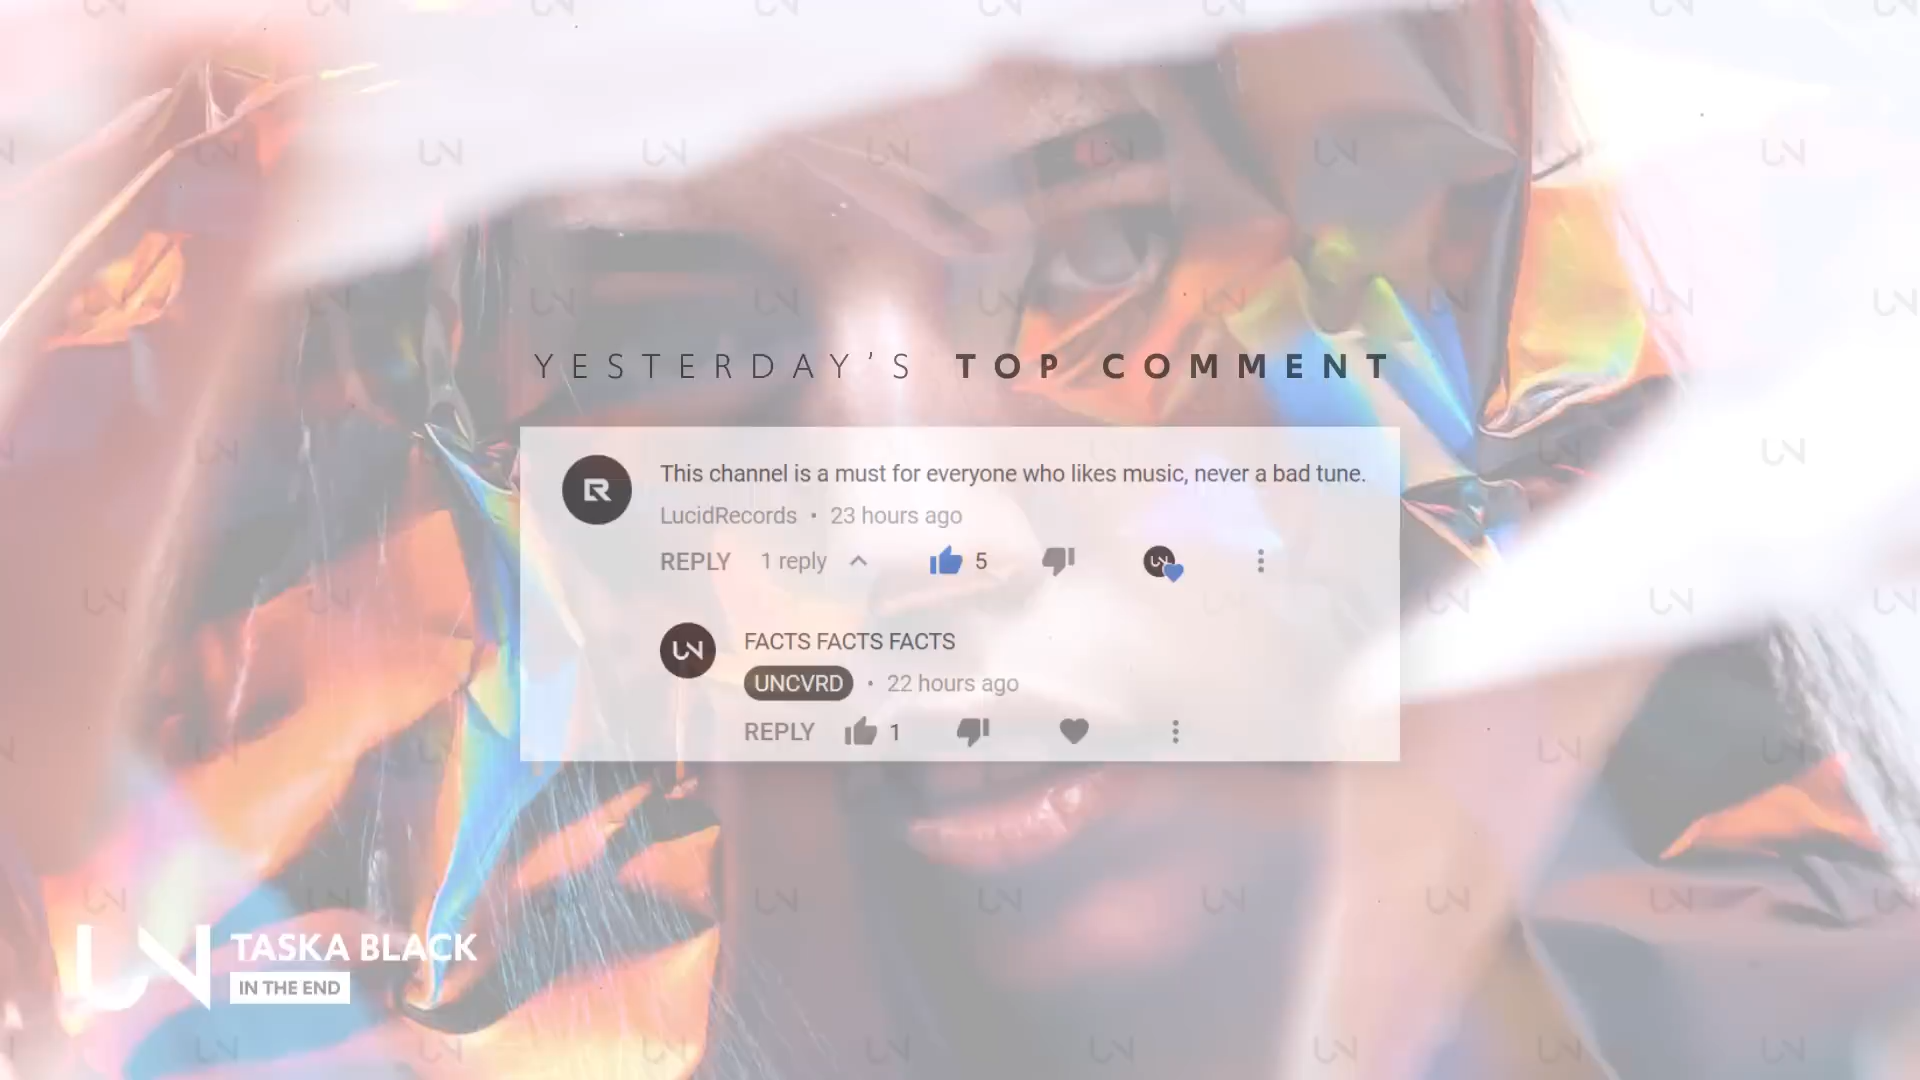 YESTERDAY'S TOP COMMENT
This channel is a must for everyone who likes music, never a bad tune.
LucidRecords • 23 hours ago
REPLY 1 reply 5
FACTS FACTS FACTS
UNCVRD • 22 hours ago
REPLY 1
TASKA BLACK
IN THE END